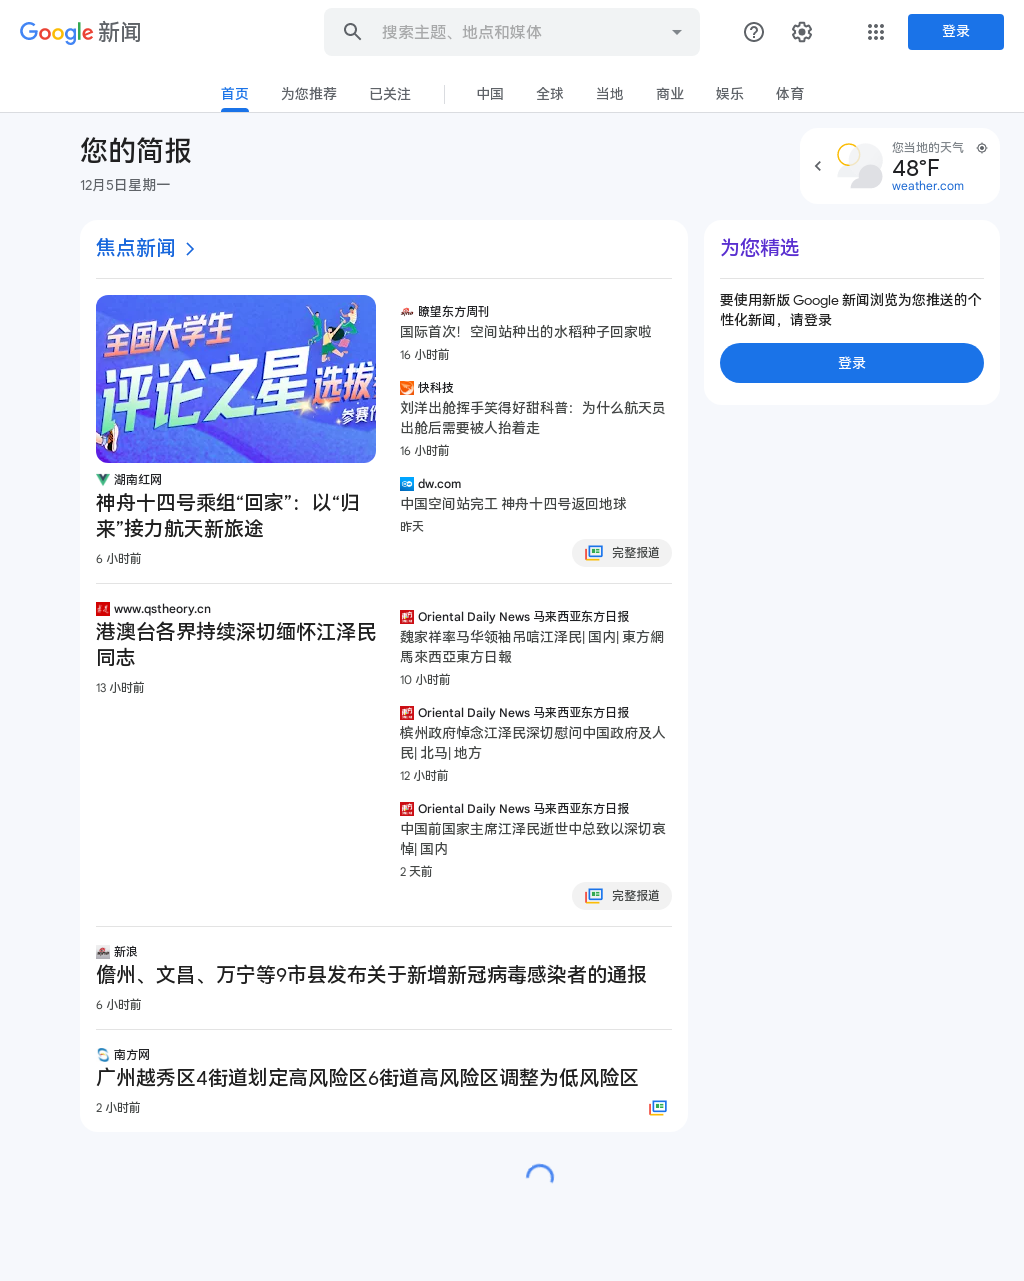 Google 新闻
搜索主题、地点和媒体
登录
首页 为您推荐 已关注 中国 全球 当地 商业 娱乐 体育
您的简报
12月5日星期一
您当地的天气
48°F
weather.com
焦点新闻
全国大学生
评论之星选拔
参赛作
湖南红网
神舟十四号乘组“回家”：以“归
来”接力航天新旅途
6 小时前
瞭望东方周刊
国际首次！空间站种出的水稻种子回家啦
16 小时前
快科技
刘洋出舱挥手笑得好甜科普：为什么航天员
出舱后需要被人抬着走
16 小时前
dw.com
中国空间站完工 神舟十四号返回地球
昨天
完整报道
www.qstheory.cn
港澳台各界持续深切缅怀江泽民
同志
13 小时前
Oriental Daily News 马来西亚东方日报
魏家祥率马华领袖吊唁江泽民| 国内| 東方網
馬來西亞東方日報
10 小时前
Oriental Daily News 马来西亚东方日报
槟州政府悼念江泽民深切慰问中国政府及人
民| 北马| 地方
12 小时前
Oriental Daily News 马来西亚东方日报
中国前国家主席江泽民逝世中总致以深切哀
悼| 国内
2 天前
完整报道
新浪
儋州、文昌、万宁等9市县发布关于新增新冠病毒感染者的通报
6 小时前
南方网
广州越秀区4街道划定高风险区6街道高风险区调整为低风险区
2 小时前
为您精选
要使用新版 Google 新闻浏览为您推送的个
性化新闻，请登录
登录